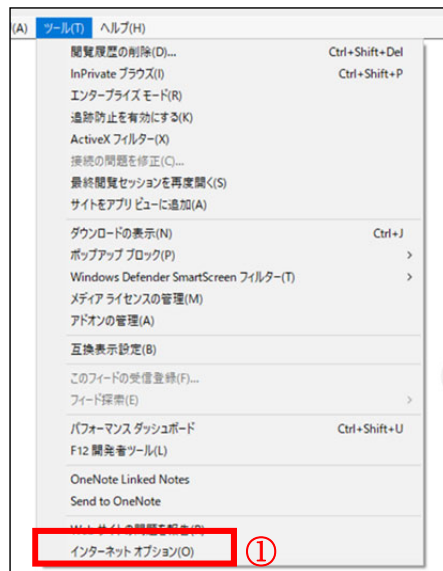 (A) ツール(T) ヘルプ(H)
閲覧履歴の削除(D)... Ctrl+Shift+Del
InPrivate ブラウズ(I) Ctrl+Shift+P
エンタープライズ モード(R)
追跡防止を有効にする(K)
ActiveX フィルター(X)
接続の問題を修正(C)...
最終閲覧セッションを再度開く(S)
サイトをアプリ ビューに追加(A)
ダウンロードの表示(N) Ctrl+J
ポップアップ ブロック(P) >
Windows Defender SmartScreen フィルター(T) >
メディア ライセンスの管理(M)
アドオンの管理(A)
互換表示設定(B)
このフィードの受信登録(F)...
フィード探索(E) >
パフォーマンス ダッシュボード Ctrl+Shift+U
F12 開発者ツール(L)
OneNote Linked Notes
Send to OneNote
Web サイトの問題を報告(R)
インターネット オプション(O) ①